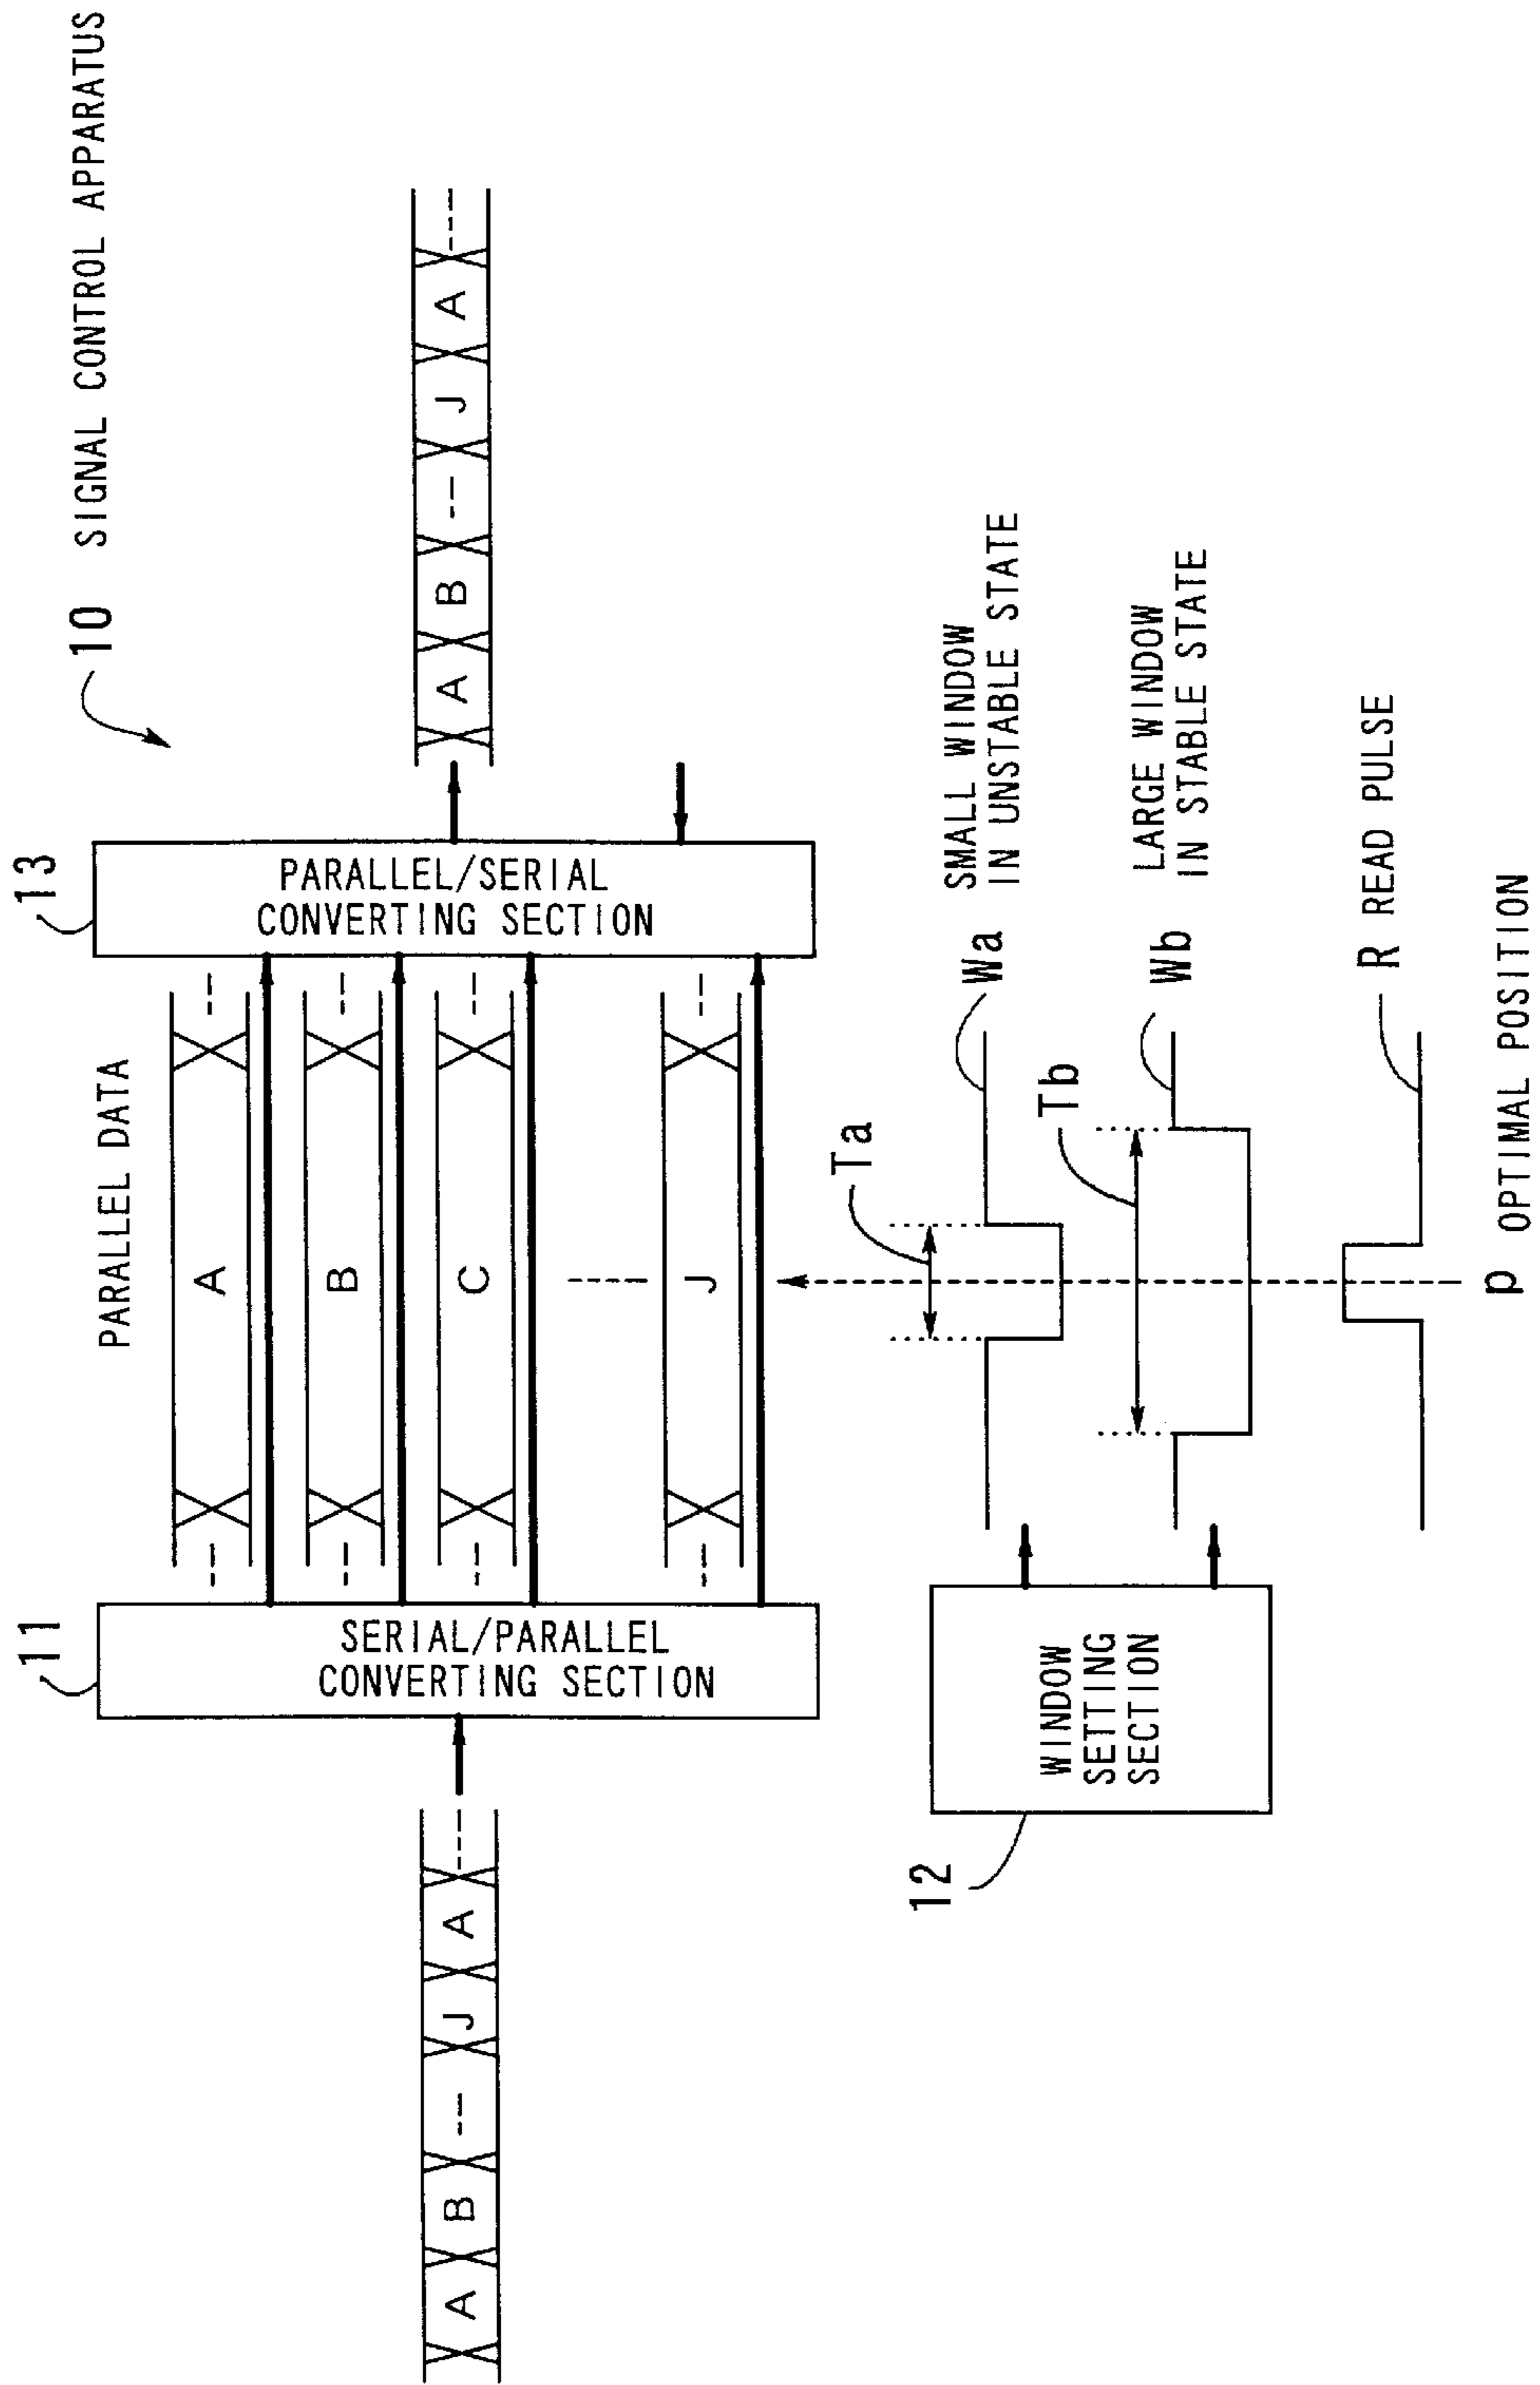 10 SIGNAL CONTROL APPARATUS
11
13
PARALLEL DATA
SERIAL/PARALLEL
CONVERTING SECTION
PARALLEL/SERIAL
CONVERTING SECTION
A
B
C
J
A B J A
A B J A
12
WINDOW
SETTING
SECTION
Ta
Wa
SMALL WINDOW
IN UNSTABLE STATE
Tb
Wb
LARGE WINDOW
IN STABLE STATE
R READ PULSE
p OPTIMAL POSITION